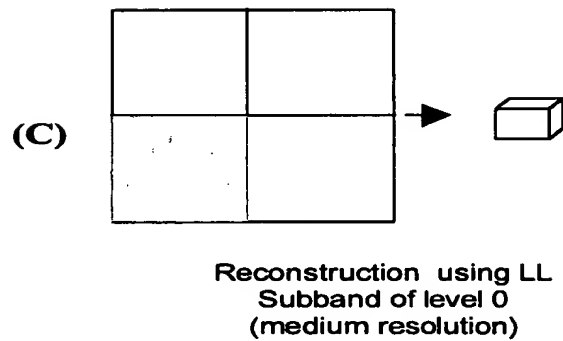 (C)
Reconstruction using LL
Subband of level 0
(medium resolution)